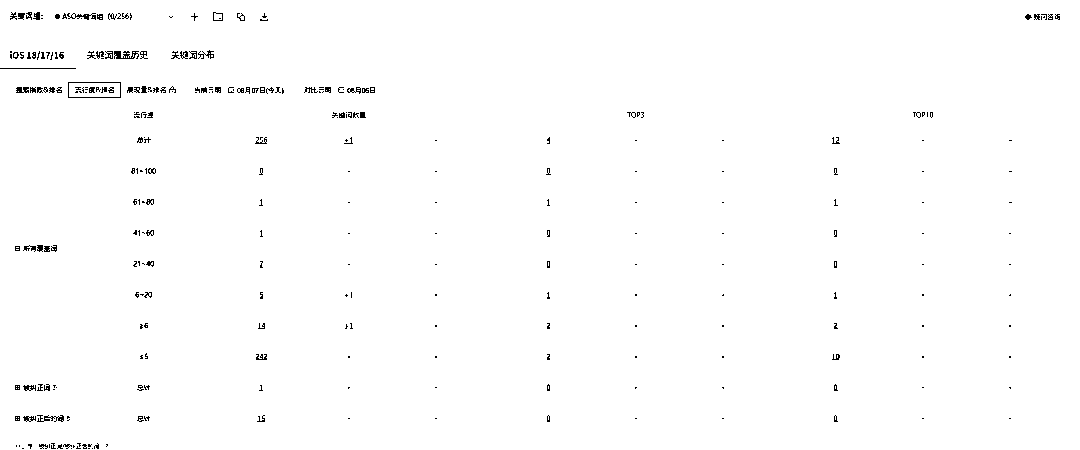 关键词组: ASO关键词组 (0/256) 疑问咨询
iOS 18/17/16 关键词覆盖历史 关键词分布
搜索指数&排名 流行度&排名 展现量&排名 当前日期 08月07日(今天) 对比日期 08月06日
流行度 关键词数量 TOP3 TOP10
总计 256 +1 - 4 - - 12 - -
81~100 0 - - 0 - - 0 - -
61~80 1 - - 1 - - 1 - -
41~60 1 - - 0 - - 0 - -
所有覆盖词
21~40 7 - - 0 - - 0 - -
6~20 5 +1 - 1 - - 1 - -
≥6 14 +1 - 2 - - 2 - -
≤5 242 - - 2 - - 10 - -
被纠正词 ? 总计 1 - - 0 - - 0 - -
被纠正后的词 ? 总计 15 - - 0 - - 0 - -